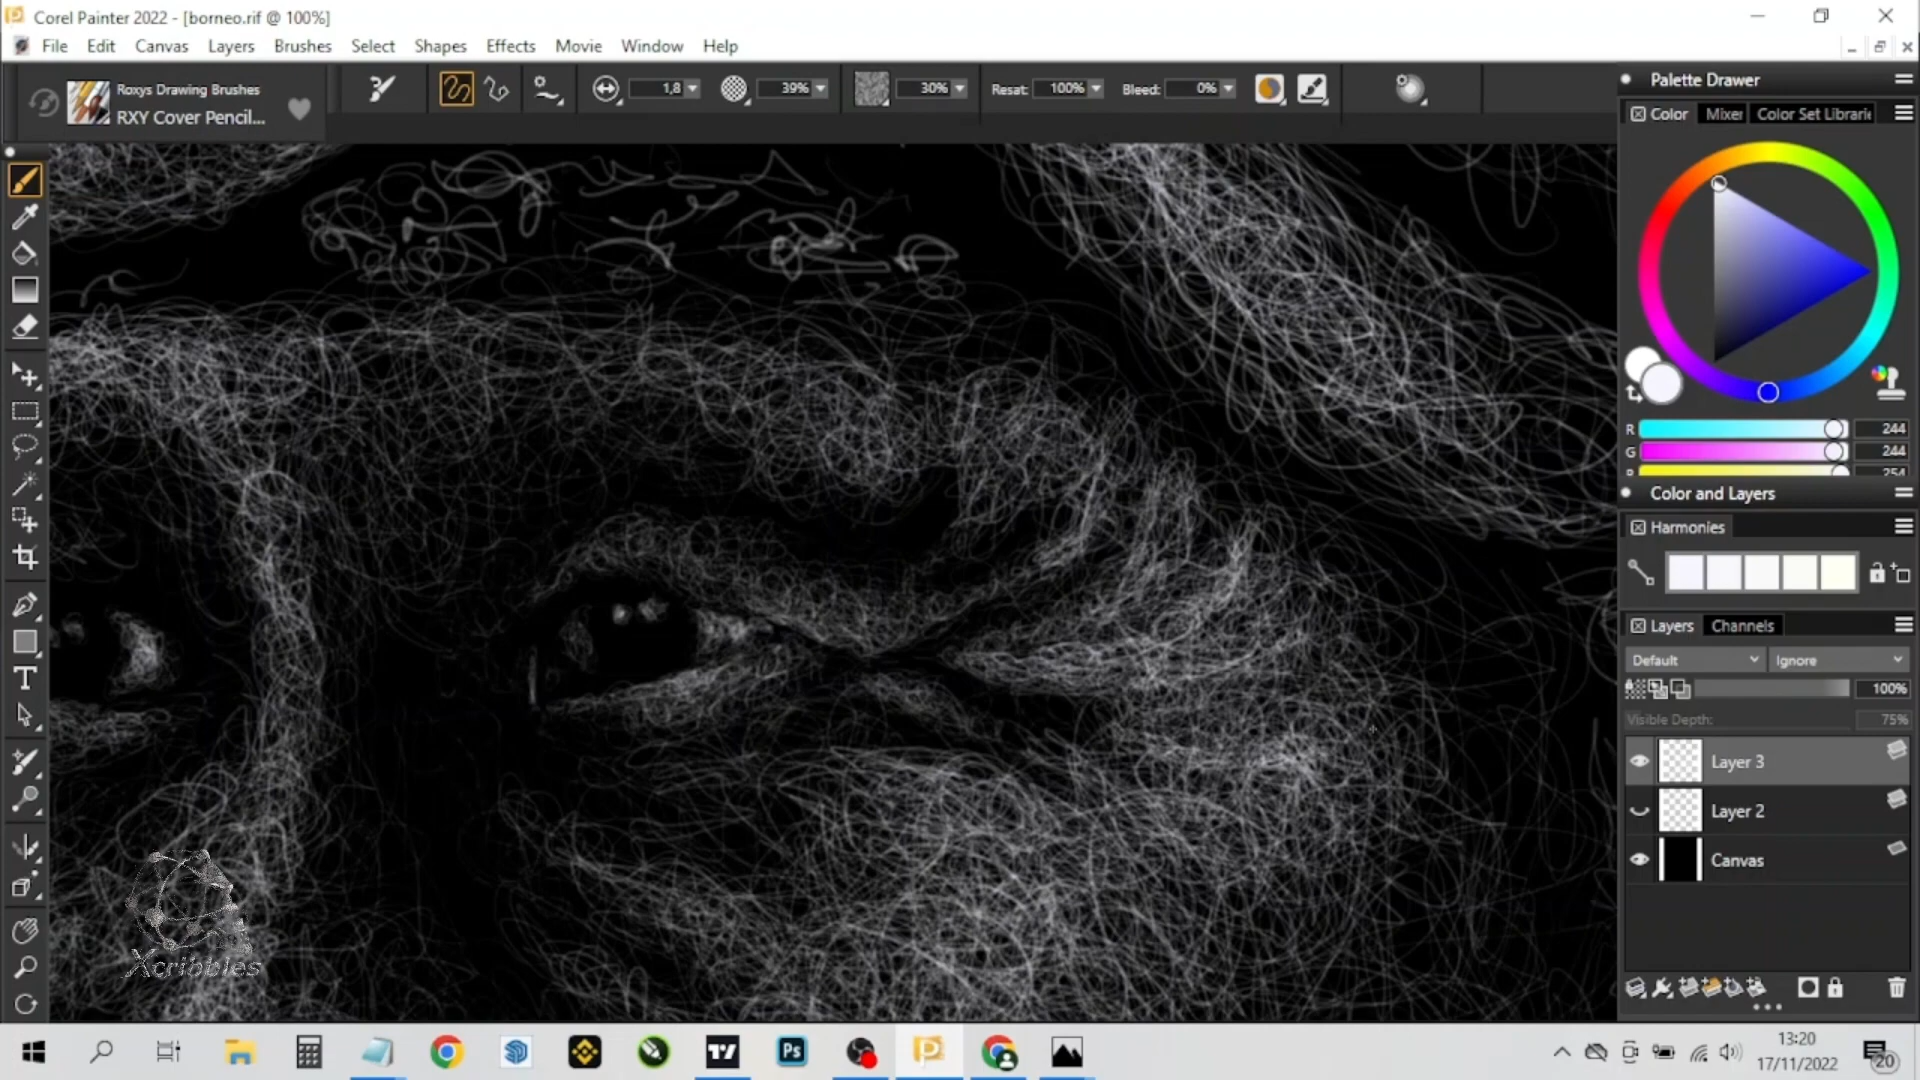 Corel Painter 2022 - [borneo.rif @ 100%]
File Edit Canvas Layers Brushes Select Shapes Effects Movie Window Help
Roxys Drawing Brushes
RXY Cover Pencil...
1,8 39% 30% Resat: 100% Bleed: 0%
Palette Drawer
Color Mixer Color Set Librarie
R 244
G 244
254
Color and Layers
Harmonies
Layers Channels
Default Ignore
100%
Visible Depth: 75%
Layer 3
Layer 2
Canvas
Xcribbles
Ps
13:20
17/11/2022
20